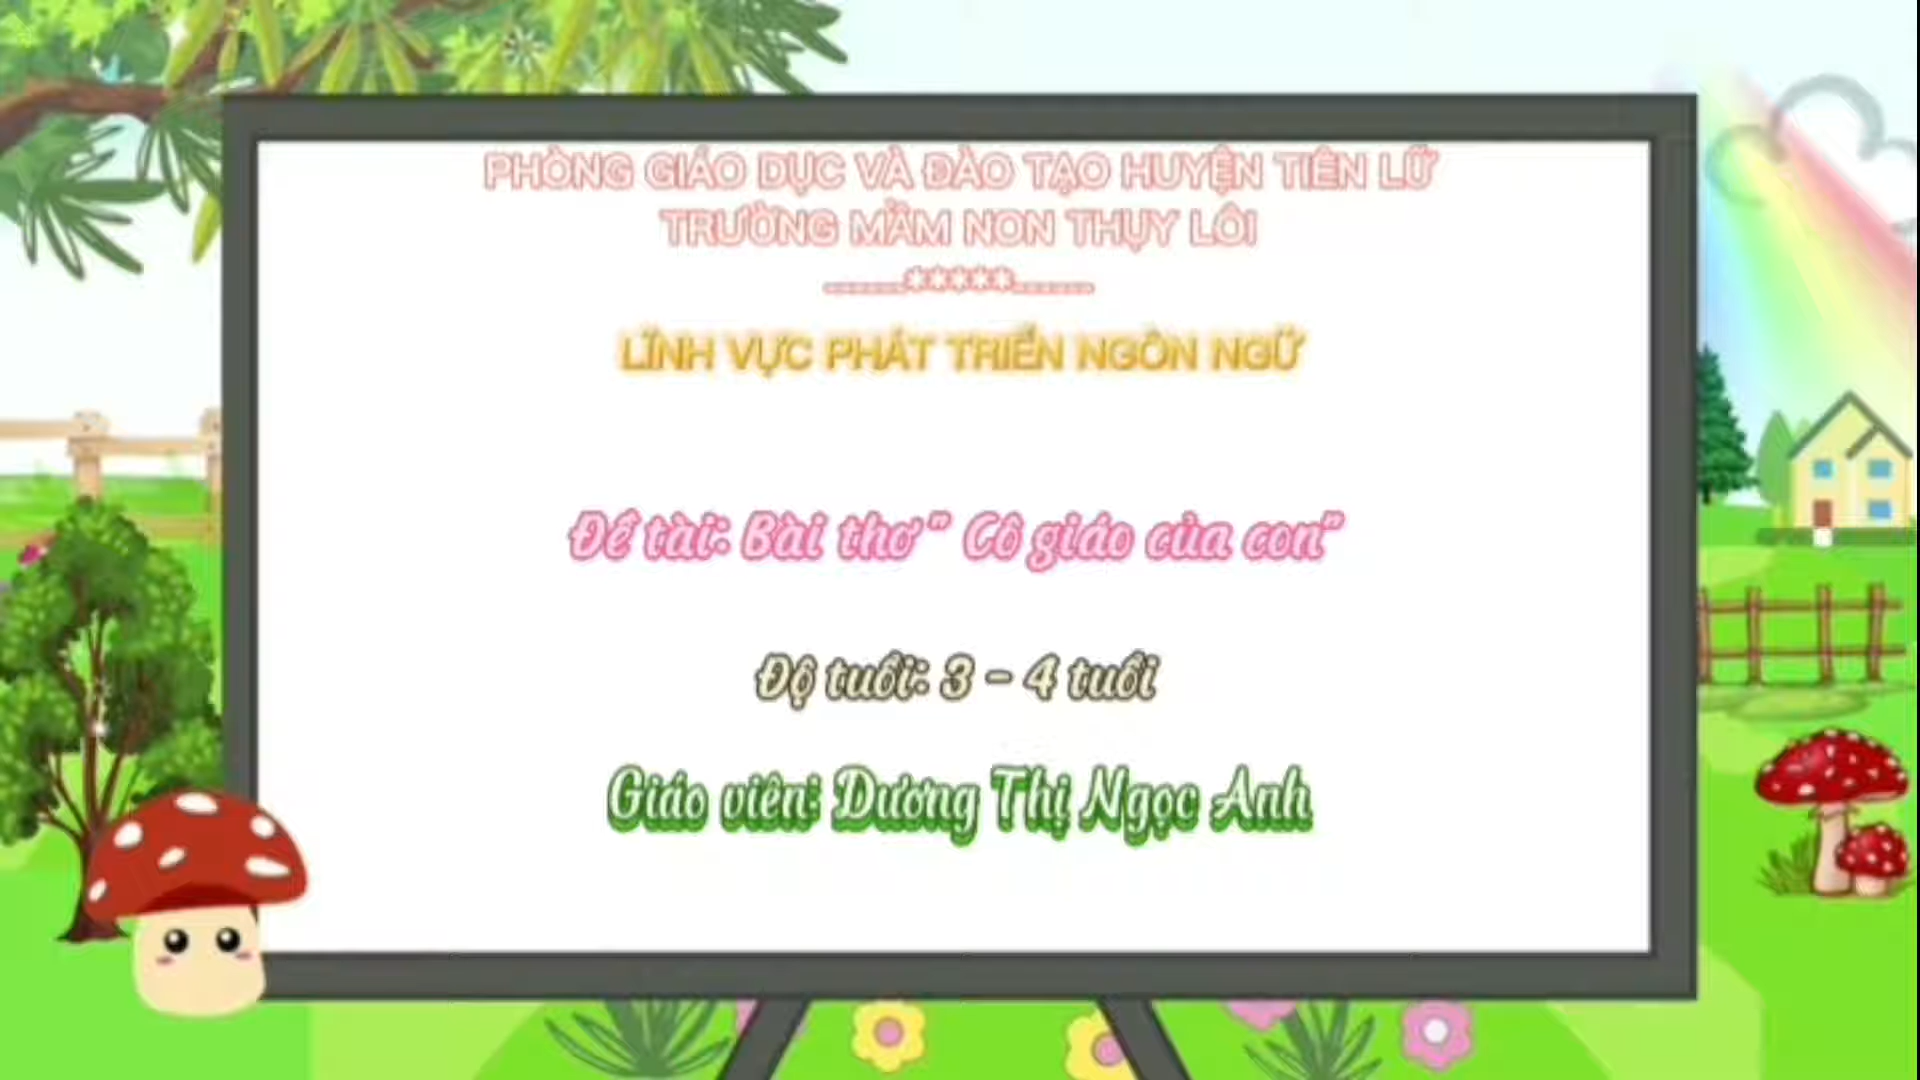 PHÒNG GIÁO DỤC VÀ ĐÀO TẠO HUYỆN TIÊN LỮ
TRƯỜNG MẦM NON THỤY LÔI
.......*****.......
LĨNH VỰC PHÁT TRIỂN NGÔN NGỮ
Đề tài: Bài thơ " Cô giáo của con"
Độ tuổi: 3 - 4 tuổi
Giáo viên: Dương Thị Ngọc Anh